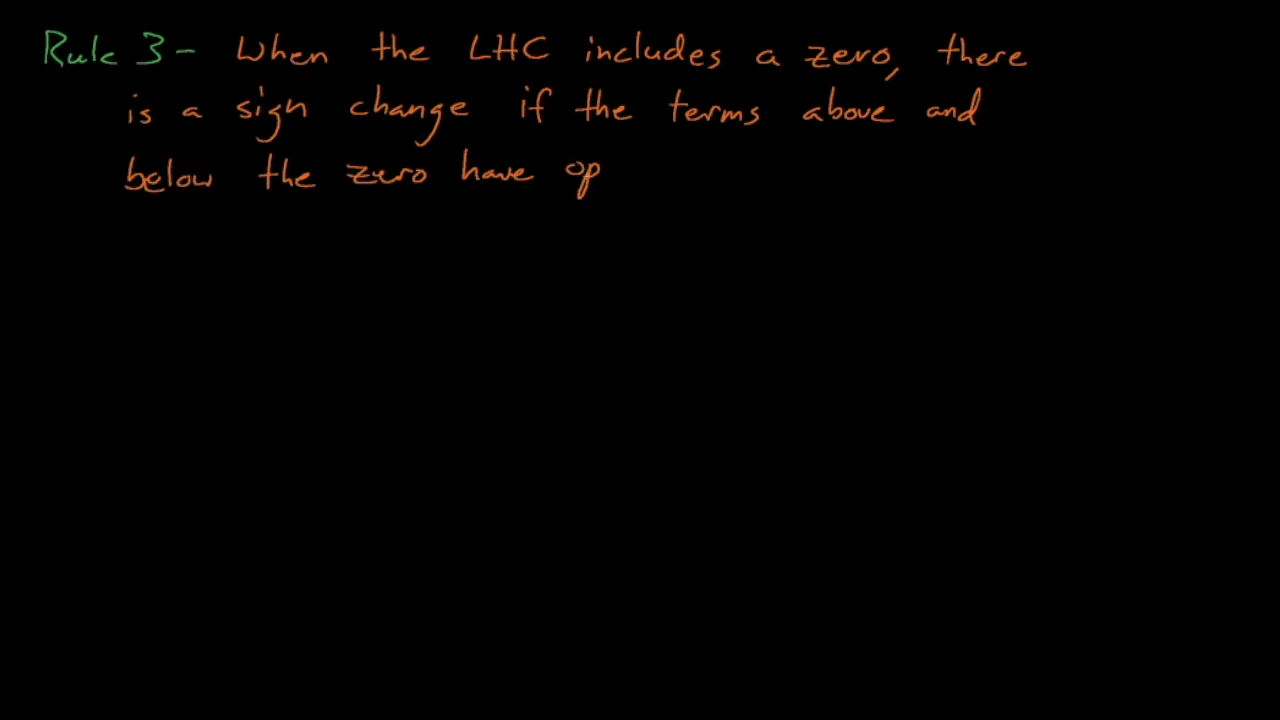 Rule 3 - When the LHC includes a zero, there
is a sign change if the terms above and
below the zero have op